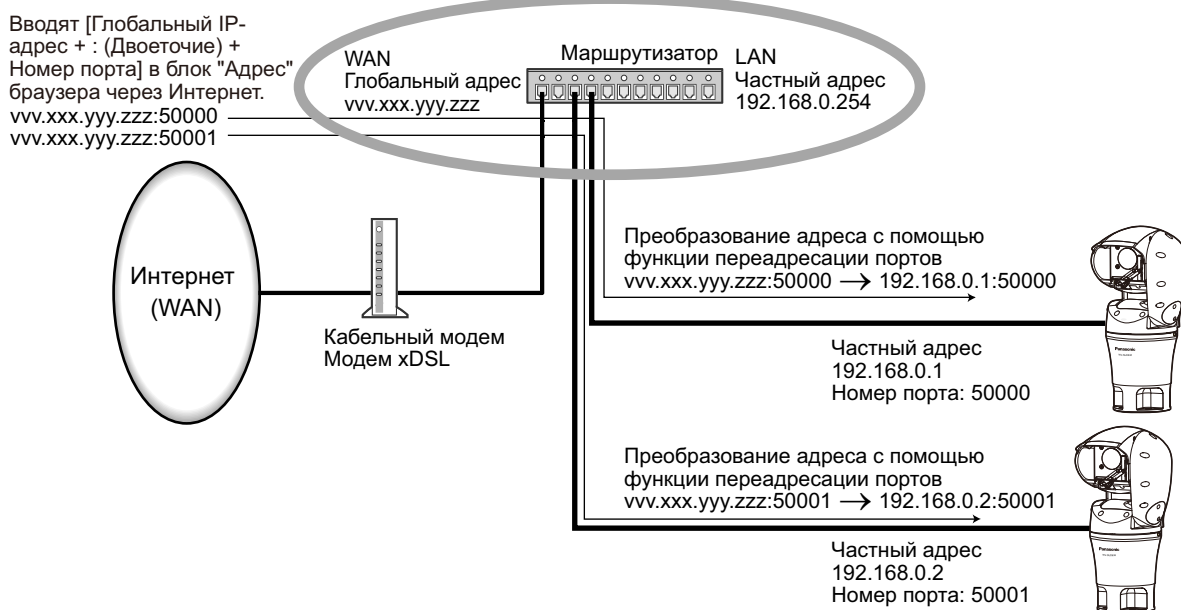 Вводят [Глобальный IP-
адрес + : (Двоеточие) +
Номер порта] в блок "Адрес"
браузера через Интернет.
vvv.xxx.yyy.zzz:50000
vvv.xxx.yyy.zzz:50001
WAN
Глобальный адрес
vvv.xxx.yyy.zzz
Маршрутизатор
LAN
Частный адрес
192.168.0.254
Интернет
(WAN)
Кабельный модем
Модем xDSL
Преобразование адреса с помощью
функции переадресации портов
vvv.xxx.yyy.zzz:50000 → 192.168.0.1:50000
Частный адрес
192.168.0.1
Номер порта: 50000
Panasonic
Преобразование адреса с помощью
функции переадресации портов
vvv.xxx.yyy.zzz:50001 → 192.168.0.2:50001
Частный адрес
192.168.0.2
Номер порта: 50001
Panasonic